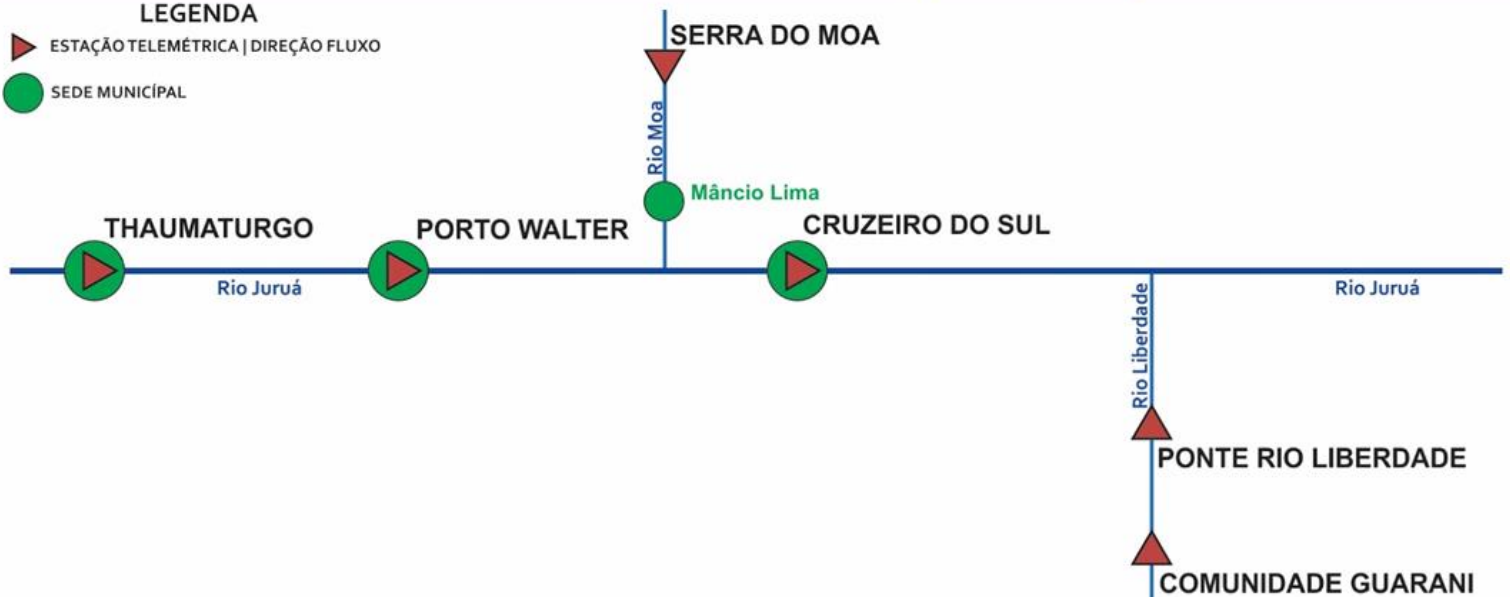 LEGENDA
ESTAÇÃO TELEMÉTRICA | DIREÇÃO FLUXO
SEDE MUNICÍPAL
SERRA DO MOA
Rio Moa
Mâncio Lima
THAUMATURGO
PORTO WALTER
CRUZEIRO DO SUL
Rio Juruá
Rio Juruá
Rio Liberdade
PONTE RIO LIBERDADE
COMUNIDADE GUARANI